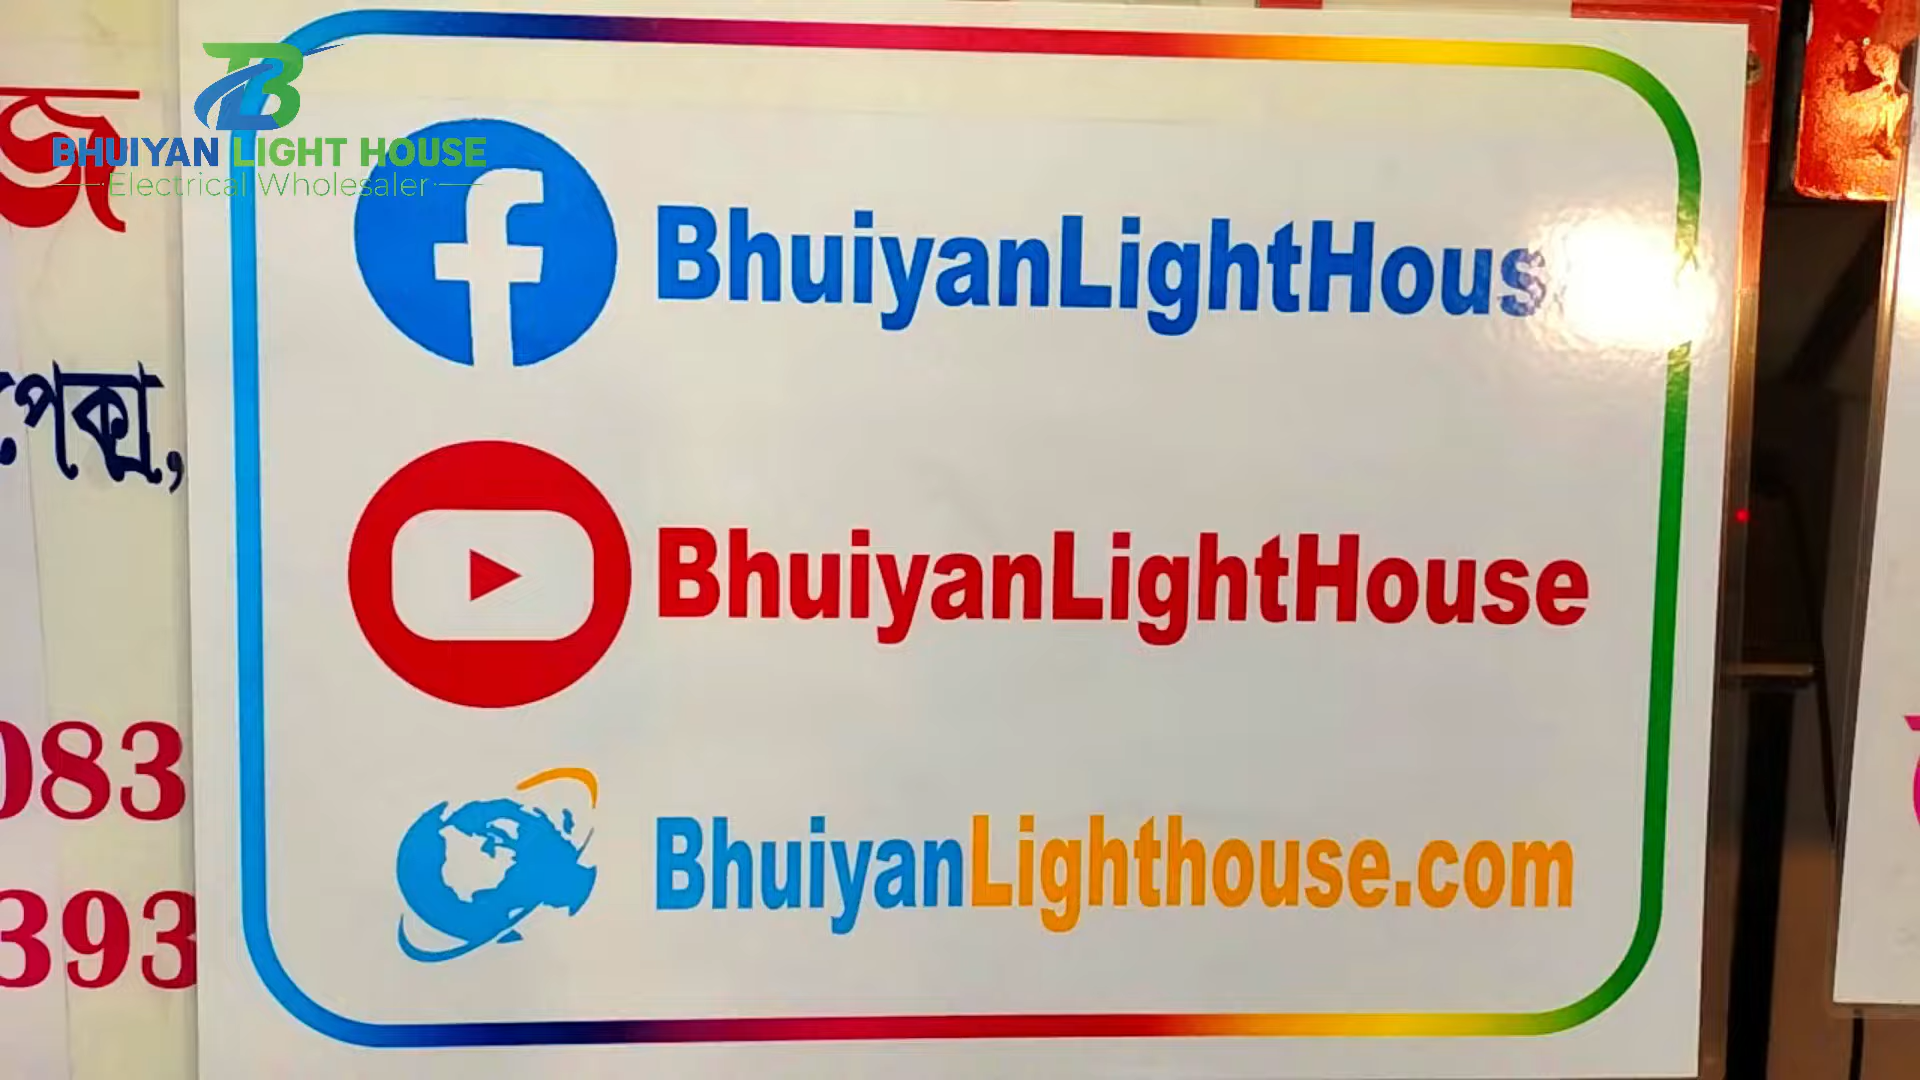 BHUIYAN LIGHT HOUSE
Electrical Wholesaler
BhuiyanLightHous
BhuiyanLightHouse
BhuiyanLighthouse.com
083
393